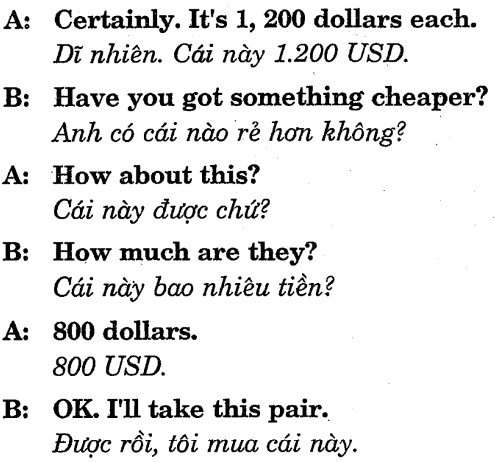 A: Certainly. It's 1, 200 dollars each.
Dĩ nhiên. Cái này 1.200 USD.
B: Have you got something cheaper?
Anh có cái nào rẻ hơn không?
A: How about this?
Cái này được chứ?
B: How much are they?
Cái này bao nhiêu tiền?
A: 800 dollars.
800 USD.
B: OK. I'll take this pair.
Được rồi, tôi mua cái này.